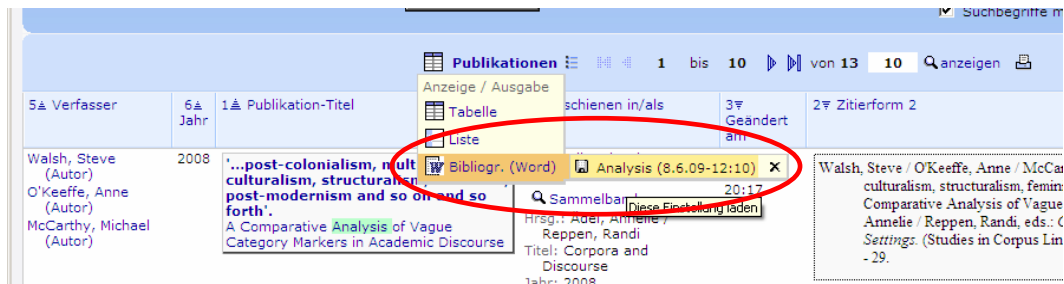 Suchbegriffe m
Publikationen 1 bis 10 von 13 10 anzeigen
Anzeige / Ausgabe
Tabelle
Liste
Bibliogr. (Word) Analysis (8.6.09-12:10) ×
Diese Einstellung laden
5 Verfasser 6 Jahr 1 Publikation-Titel schienen in/als 3 Geändert am 2 Zitierform 2
Walsh, Steve
(Autor)
O'Keeffe, Anne
(Autor)
McCarthy, Michael
(Autor)
2008
'...post-colonialism, mult
culturalism, structuralism,
post-modernism and so on and so
forth'.
A Comparative Analysis of Vague
Category Markers in Academic Discourse
Sammelba
Hrsg.: Ädel, Annelie /
Reppen, Randi
Titel: Corpora and
Discourse
Jahr: 2008
20:17
Walsh, Steve / O'Keeffe, Anne / McCa
culturalism, structuralism, femin
Comparative Analysis of Vague
Annelie / Reppen, Randi, eds.:
Settings. (Studies in Corpus Lin
- 29.